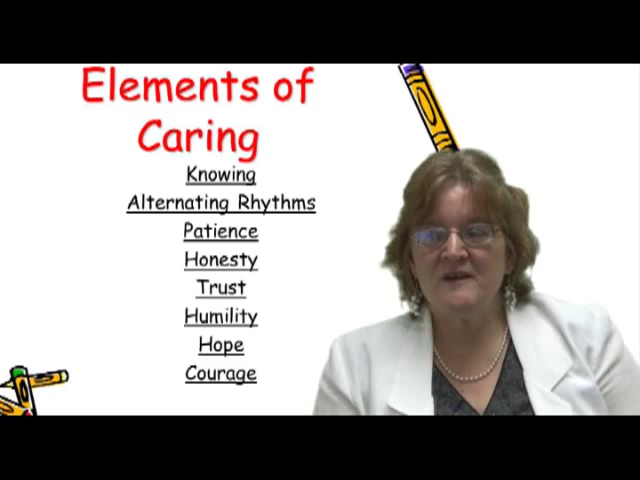 Elements of
Caring
Knowing
Alternating Rhythms
Patience
Honesty
Trust
Humility
Hope
Courage